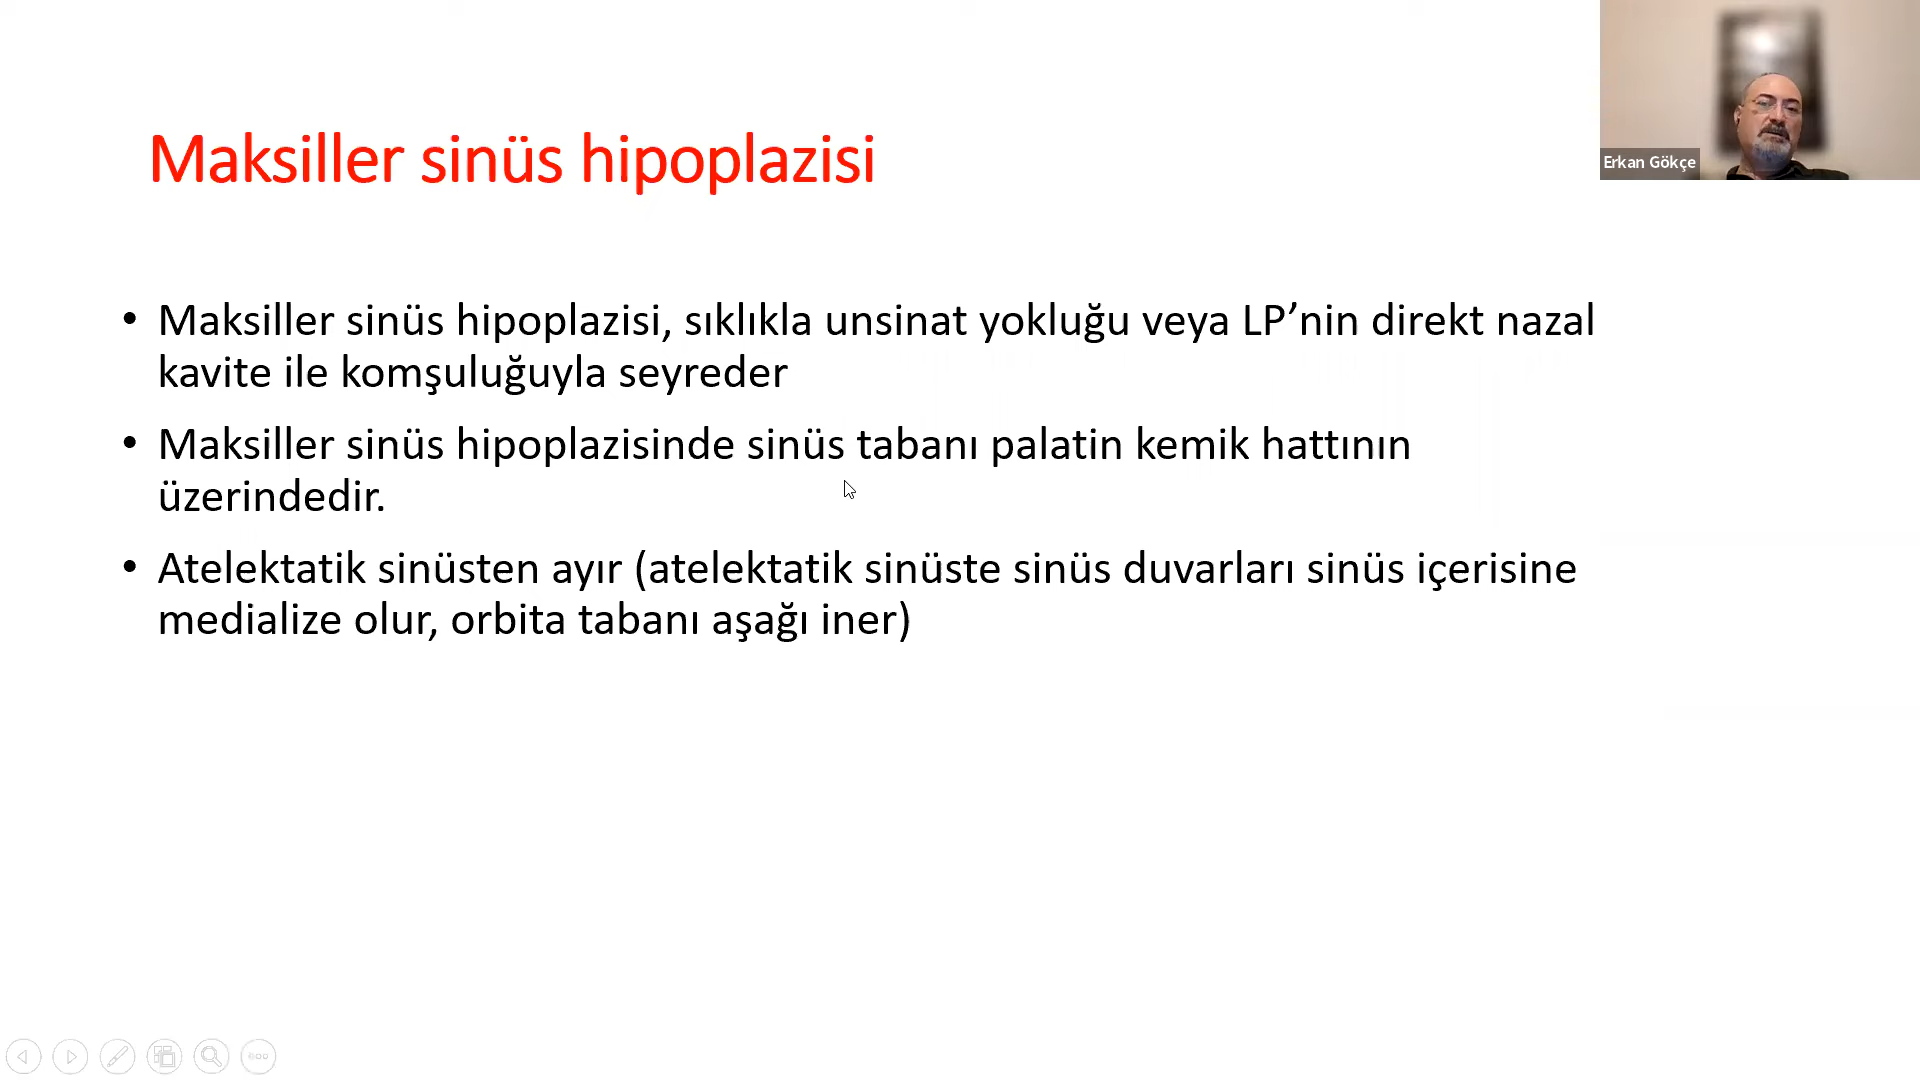 Maksiller sinüs hipoplazisi
Erkan Gökçe
• Maksiller sinüs hipoplazisi, sıklıkla unsinat yokluğu veya LP’nin direkt nazal
kavite ile komşuluğuyla seyreder
• Maksiller sinüs hipoplazisinde sinüs tabanı palatin kemik hattının
üzerindedir.
• Atelektatik sinüsten ayır (atelektatik sinüste sinüs duvarları sinüs içerisine
medialize olur, orbita tabanı aşağı iner)